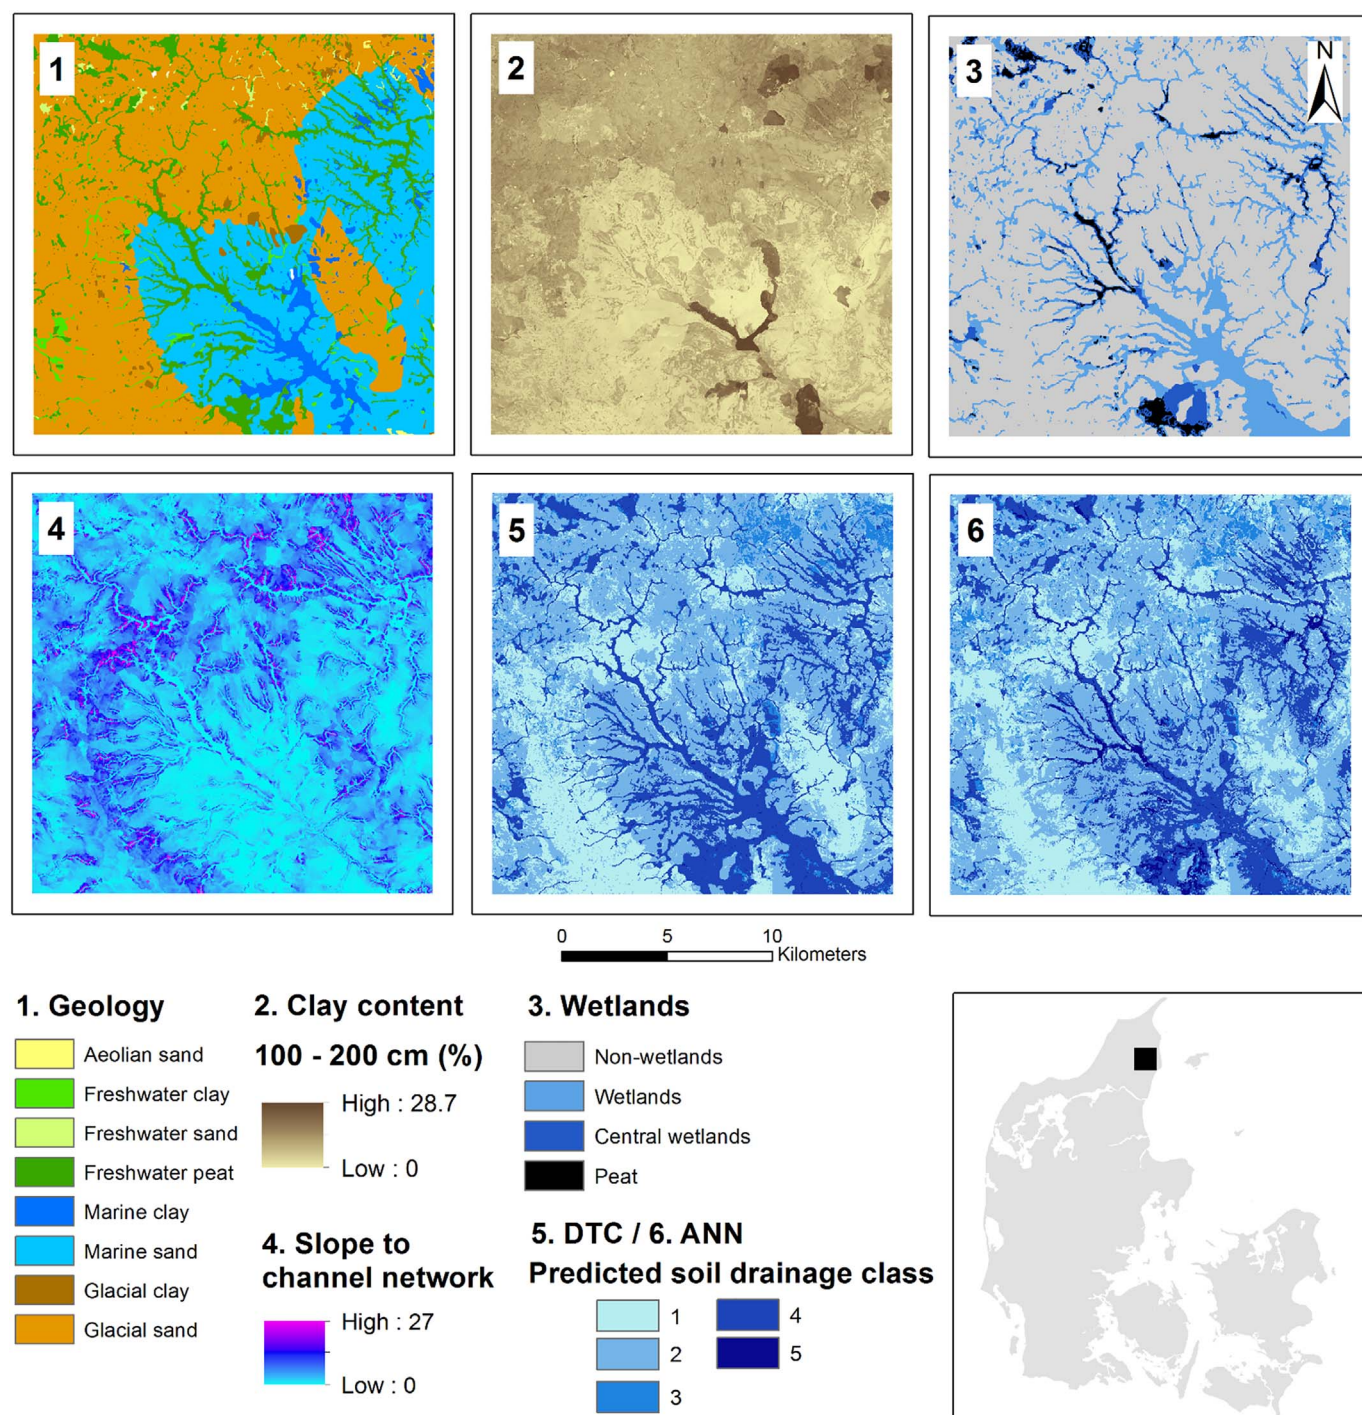 1
2
3
N
4
5
6
0 5 10
Kilometers
1. Geology
Aeolian sand
Freshwater clay
Freshwater sand
Freshwater peat
Marine clay
Marine sand
Glacial clay
Glacial sand
2. Clay content
100 - 200 cm (%)
High : 28.7
Low : 0
4. Slope to
channel network
High : 27
Low : 0
3. Wetlands
Non-wetlands
Wetlands
Central wetlands
Peat
5. DTC / 6. ANN
Predicted soil drainage class
1
2
3
4
5